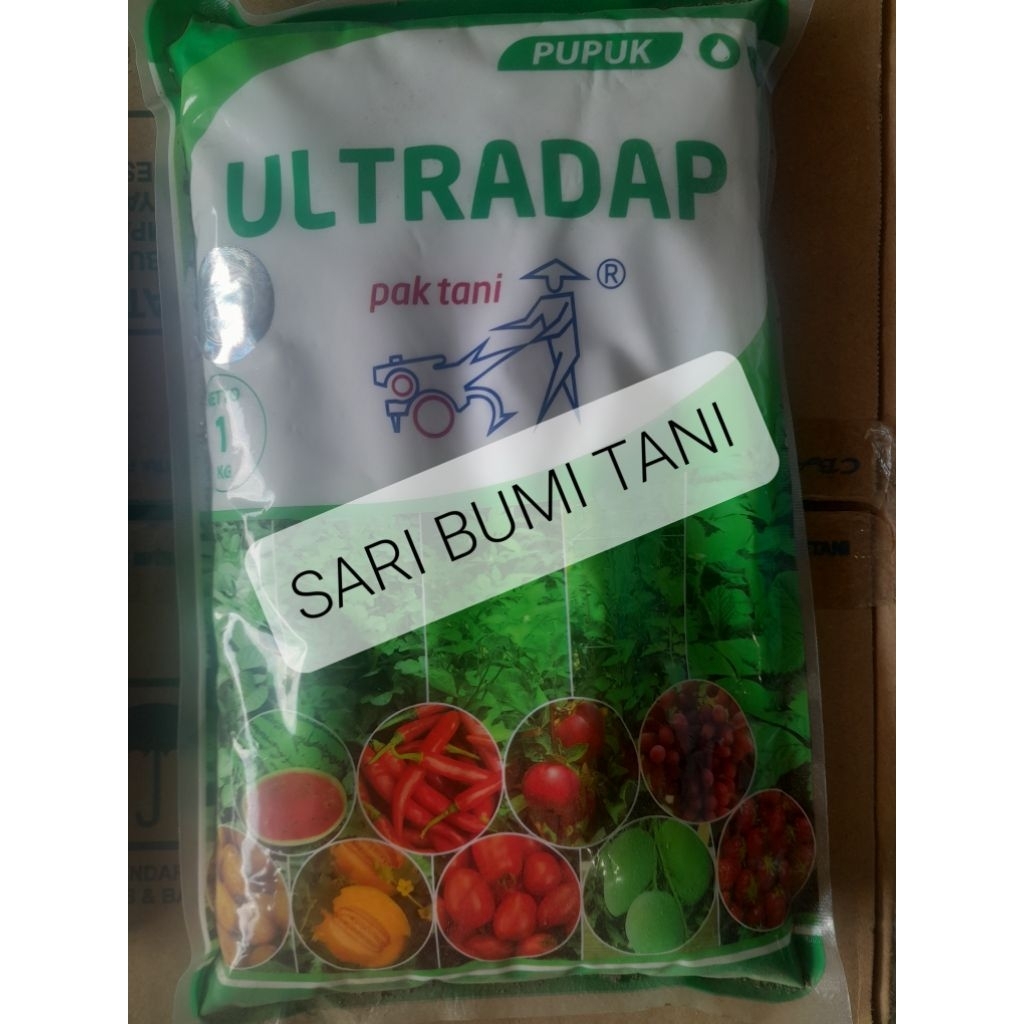 PUPUK
ULTRADAP
pak tani
®
1
KG
SARI BUMI TANI